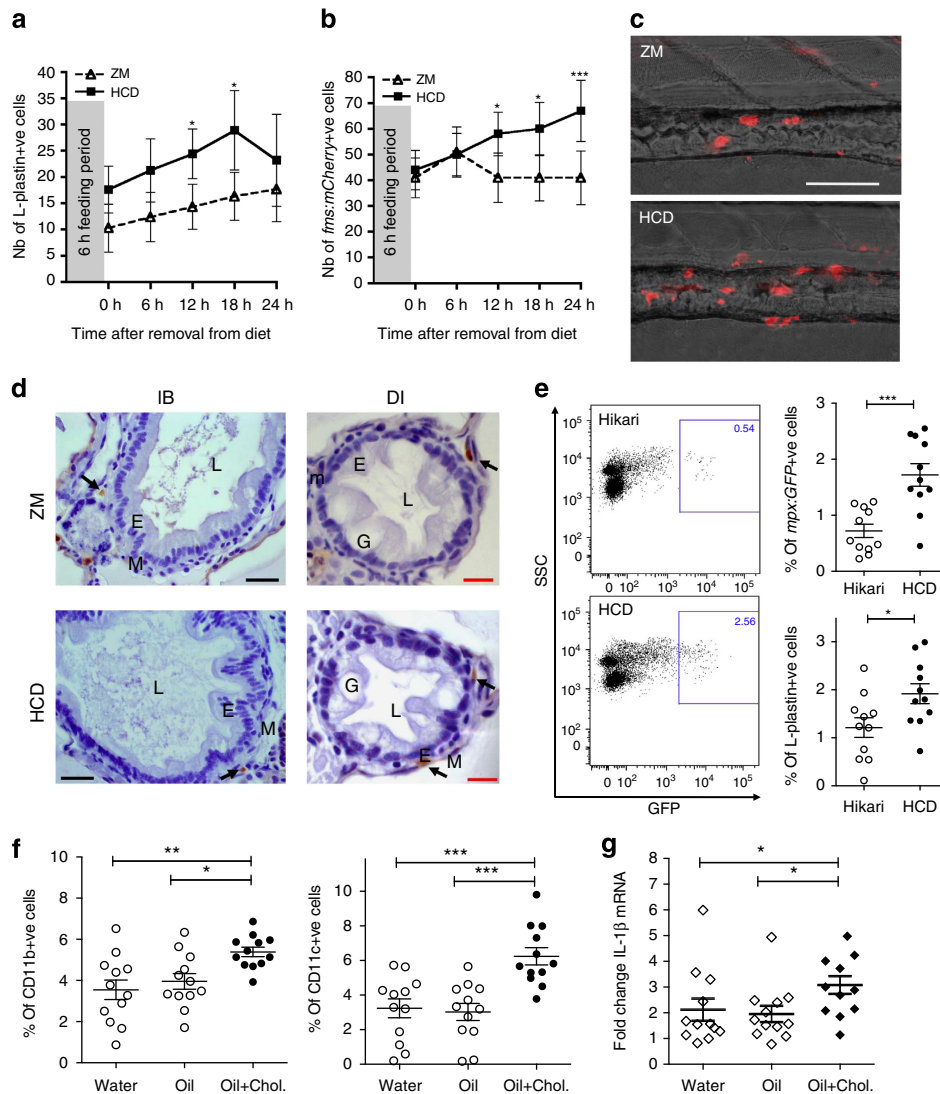 a
40
35
30
25
20
15
10
5
0
Nb of L-plastin+ve cells
ZM
HCD
6 h feeding period
*
*
0 h 6 h 12 h 18 h 24 h
Time after removal from diet
b
80
70
60
50
40
30
20
10
0
Nb of fms:mCherry+ve cells
ZM
HCD
6 h feeding period
*
*
***
0 h 6 h 12 h 18 h 24 h
Time after removal from diet
c
ZM
HCD
d
IB
DI
ZM
L
E
M
E
m
L
G
HCD
L
E
M
G
L
E
M
e
Hikari
0.54
10⁵
10⁴
10³
10²
0
0 10² 10³ 10⁴ 10⁵
SSC
HCD
2.56
10⁵
10⁴
10³
10²
0
0 10² 10³ 10⁴ 10⁵
GFP
% Of mpx:GFP+ve cells
3
2
1
0
***
Hikari HCD
% Of L-plastin+ve cells
3
2
1
0
*
Hikari HCD
f
% Of CD11b+ve cells
10
8
6
4
2
0
**
*
Water Oil Oil+Chol.
% Of CD11c+ve cells
10
8
6
4
2
0
***
***
Water Oil Oil+Chol.
g
Fold change IL-1β mRNA
8
7
6
5
4
3
2
1
0
*
*
Water Oil Oil+Chol.